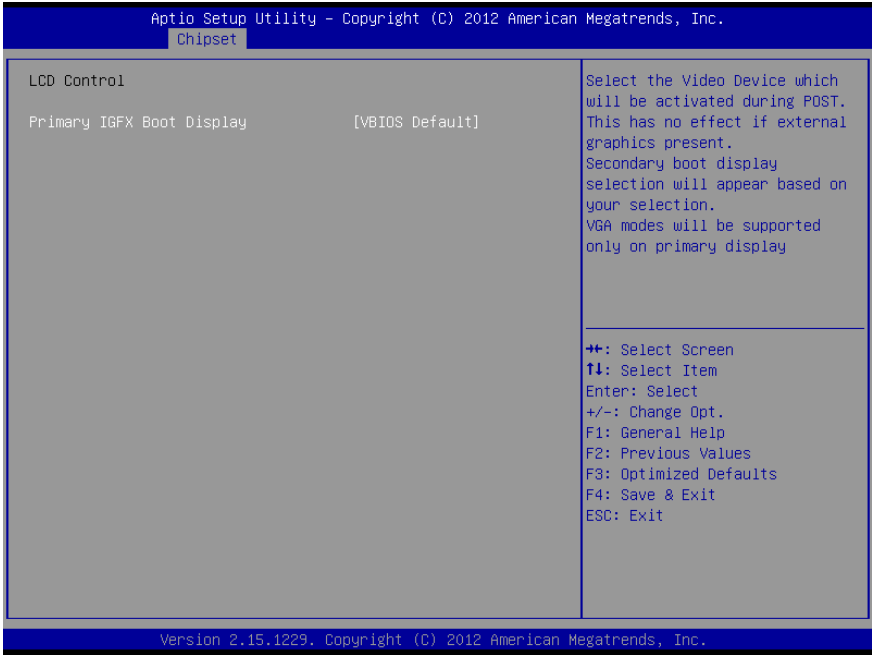 Aptio Setup Utility – Copyright (C) 2012 American Megatrends, Inc.
Chipset
LCD Control
Primary IGFX Boot Display [VBIOS Default]
Select the Video Device which
will be activated during POST.
This has no effect if external
graphics present.
Secondary boot display
selection will appear based on
your selection.
VGA modes will be supported
only on primary display
→←: Select Screen
↑↓: Select Item
Enter: Select
+/-: Change Opt.
F1: General Help
F2: Previous Values
F3: Optimized Defaults
F4: Save & Exit
ESC: Exit
Version 2.15.1229. Copyright (C) 2012 American Megatrends, Inc.